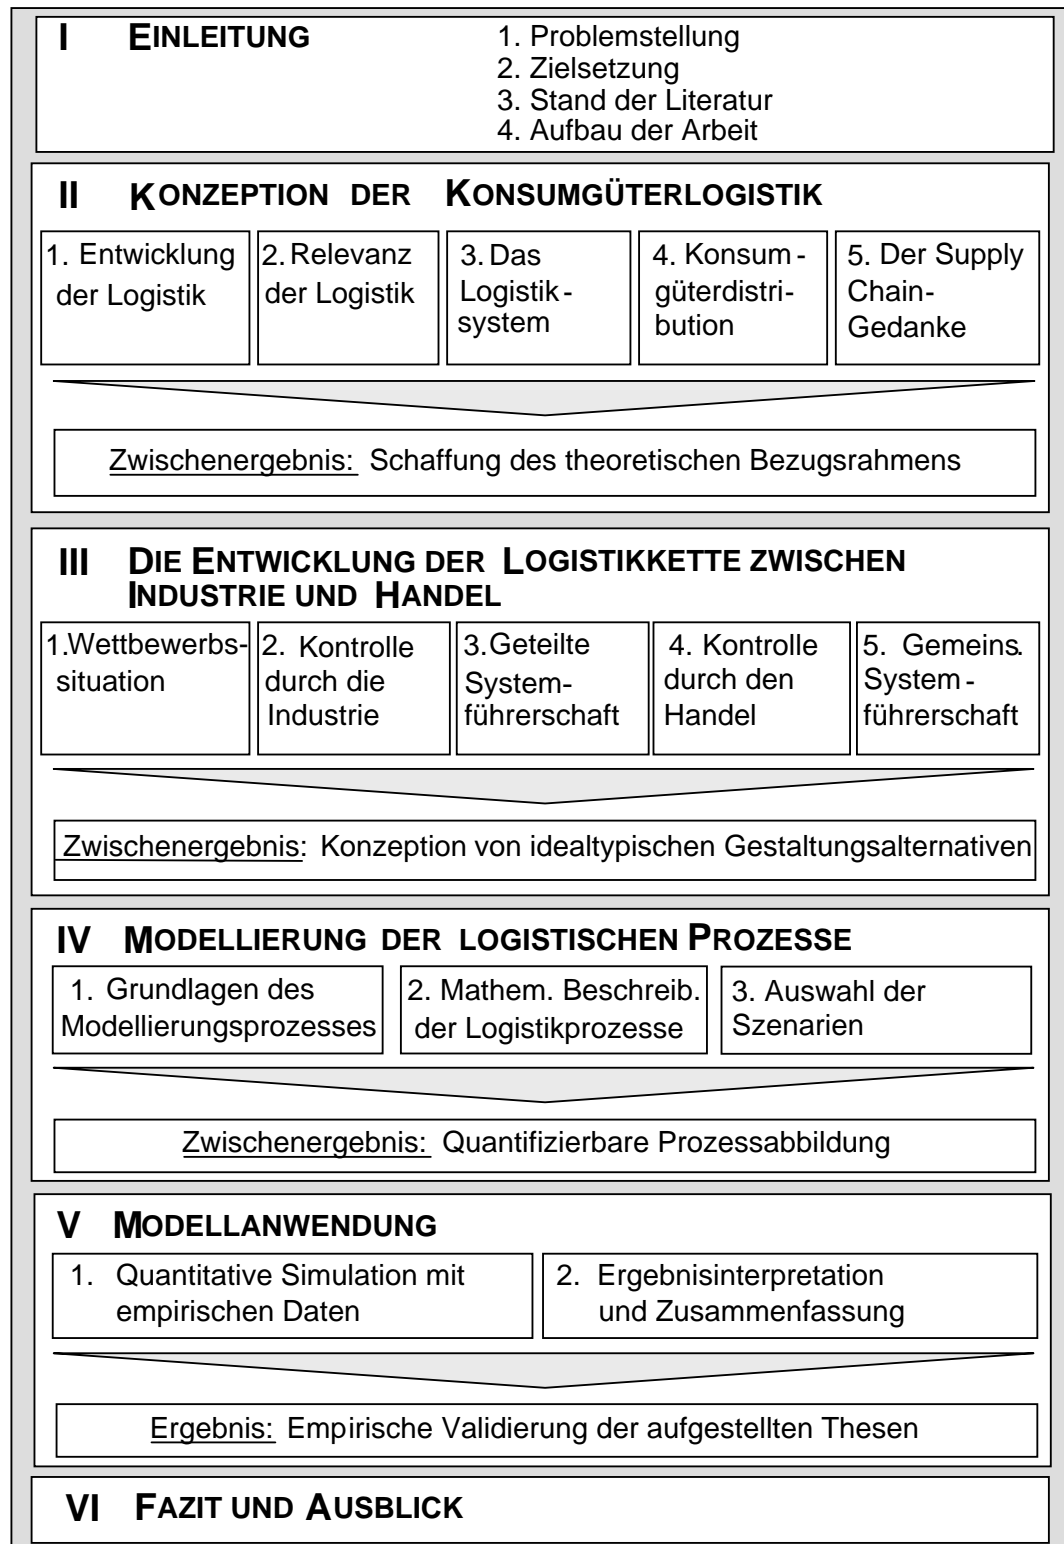 I EINLEITUNG
1. Problemstellung
2. Zielsetzung
3. Stand der Literatur
4. Aufbau der Arbeit
II KONZEPTION DER KONSUMGÜTERLOGISTIK
1. Entwicklung
der Logistik
2. Relevanz
der Logistik
3. Das
Logistik-
system
4. Konsum-
güterdistri-
bution
5. Der Supply
Chain-
Gedanke
Zwischenergebnis: Schaffung des theoretischen Bezugsrahmens
III DIE ENTWICKLUNG DER LOGISTIKKETTE ZWISCHEN
INDUSTRIE UND HANDEL
1.Wettbewerbs-
situation
2. Kontrolle
durch die
Industrie
3.Geteilte
System-
führerschaft
4. Kontrolle
durch den
Handel
5. Gemeins.
System-
führerschaft
Zwischenergebnis: Konzeption von idealtypischen Gestaltungsalternativen
IV MODELLIERUNG DER LOGISTISCHEN PROZESSE
1. Grundlagen des
Modellierungsprozesses
2. Mathem. Beschreib.
der Logistikprozesse
3. Auswahl der
Szenarien
Zwischenergebnis: Quantifizierbare Prozessabbildung
V MODELLANWENDUNG
1. Quantitative Simulation mit
empirischen Daten
2. Ergebnisinterpretation
und Zusammenfassung
Ergebnis: Empirische Validierung der aufgestellten Thesen
VI FAZIT UND AUSBLICK